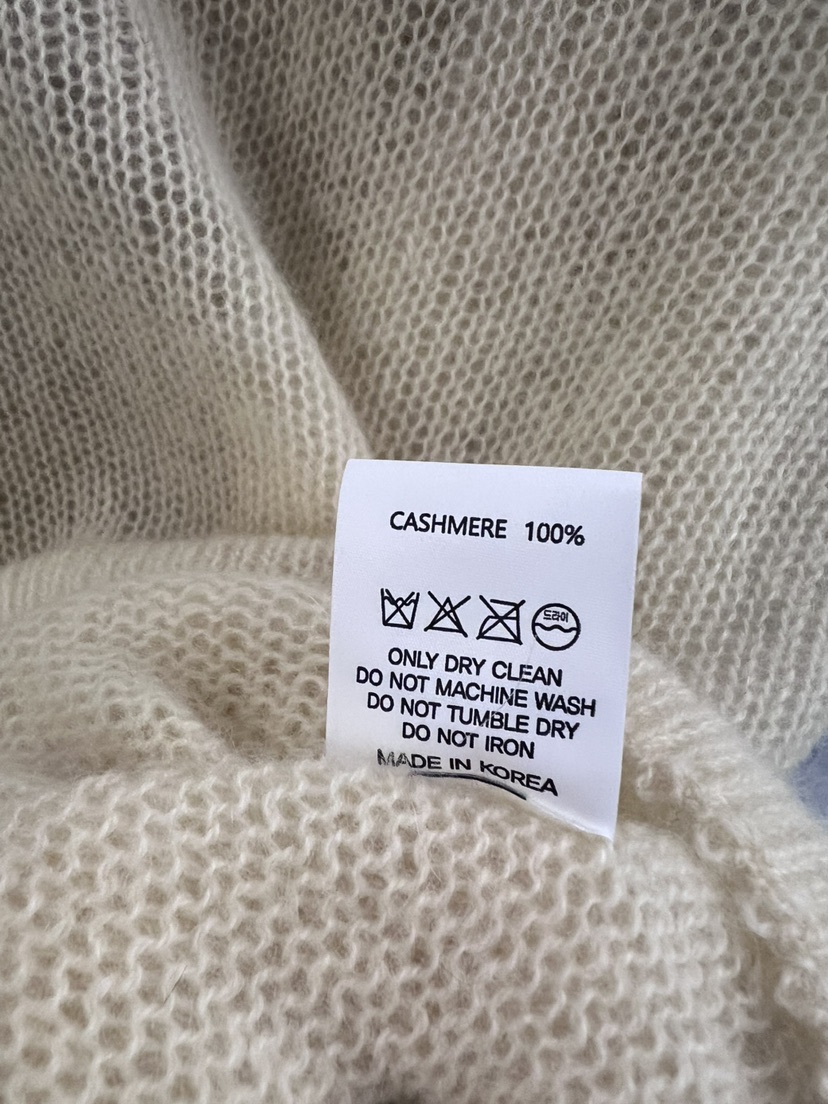 CASHMERE 100%
드라이
ONLY DRY CLEAN
DO NOT MACHINE WASH
DO NOT TUMBLE DRY
DO NOT IRON
MADE IN KOREA